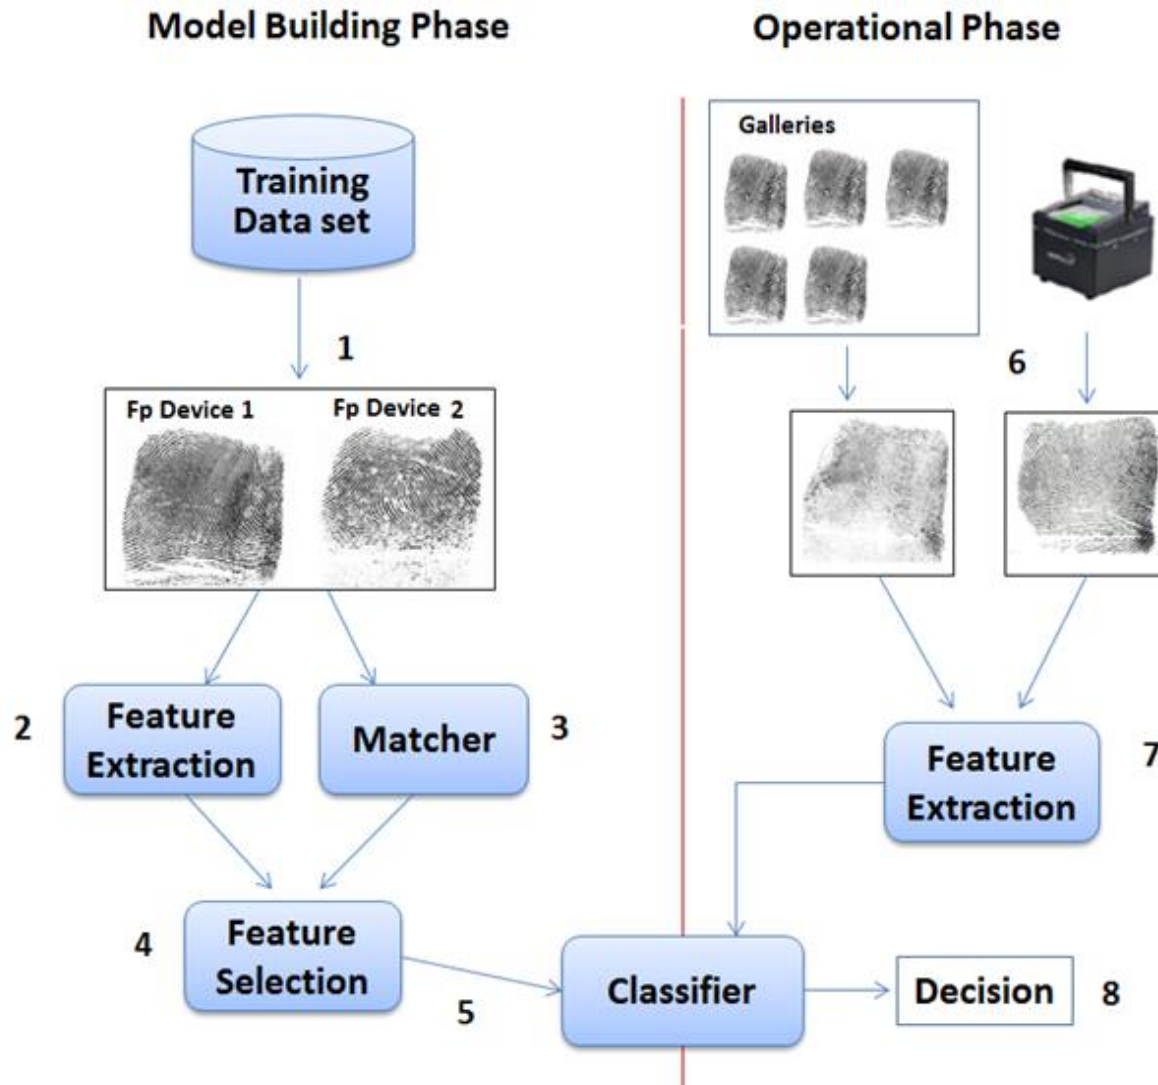 Model Building Phase
Operational Phase
Training
Data set
1
Fp Device 1
Fp Device 2
2
Feature
Extraction
Matcher
3
4
Feature
Selection
5
Galleries
6
Feature
Extraction
7
Classifier
Decision
8